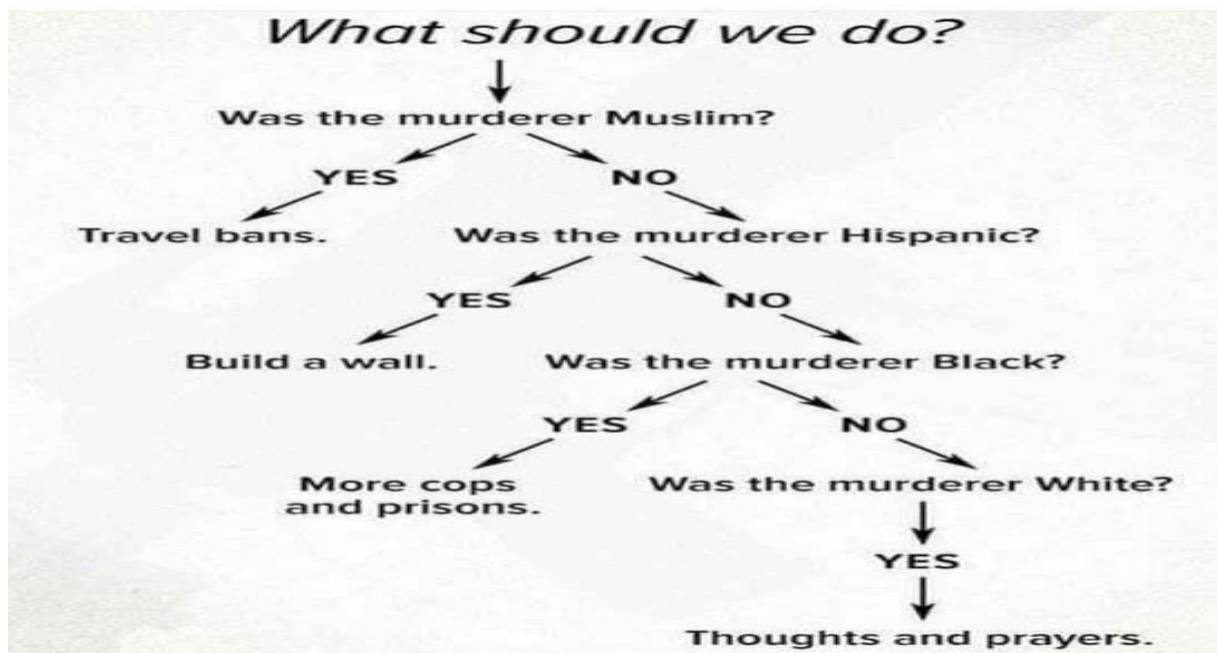 What should we do?
Was the murderer Muslim?
YES
NO
Travel bans.
Was the murderer Hispanic?
YES
NO
Build a wall.
Was the murderer Black?
YES
NO
More cops
and prisons.
Was the murderer White?
YES
Thoughts and prayers.